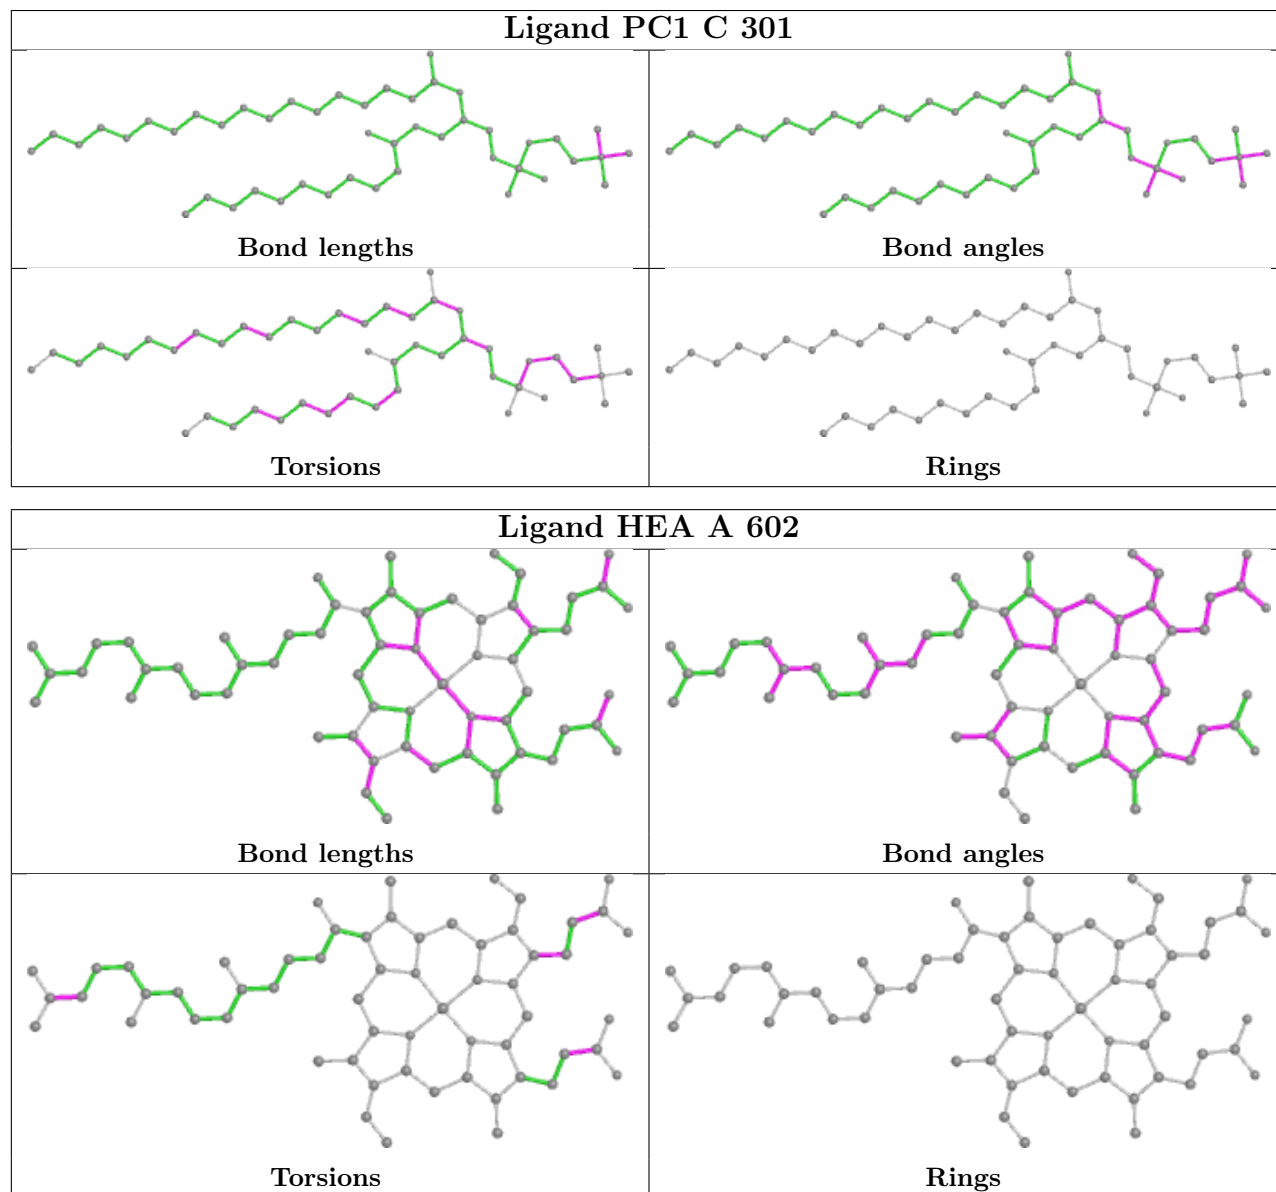 Ligand PC1 C 301
Bond lengths
Bond angles
Torsions
Rings
Ligand HEA A 602
Bond lengths
Bond angles
Torsions
Rings